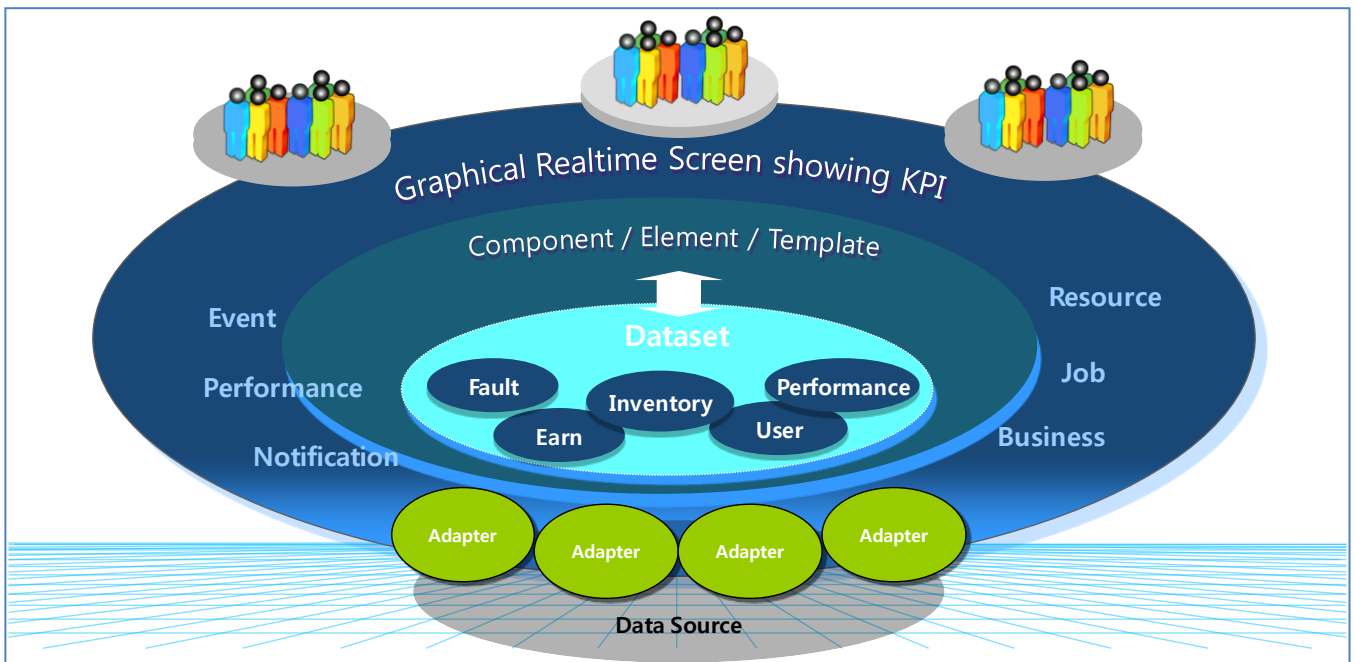 Graphical Realtime Screen showing KPI
Component / Element / Template
Event
Resource
Dataset
Performance
Job
Fault
Inventory
Performance
Earn
User
Notification
Business
Adapter
Adapter
Adapter
Adapter
Data Source